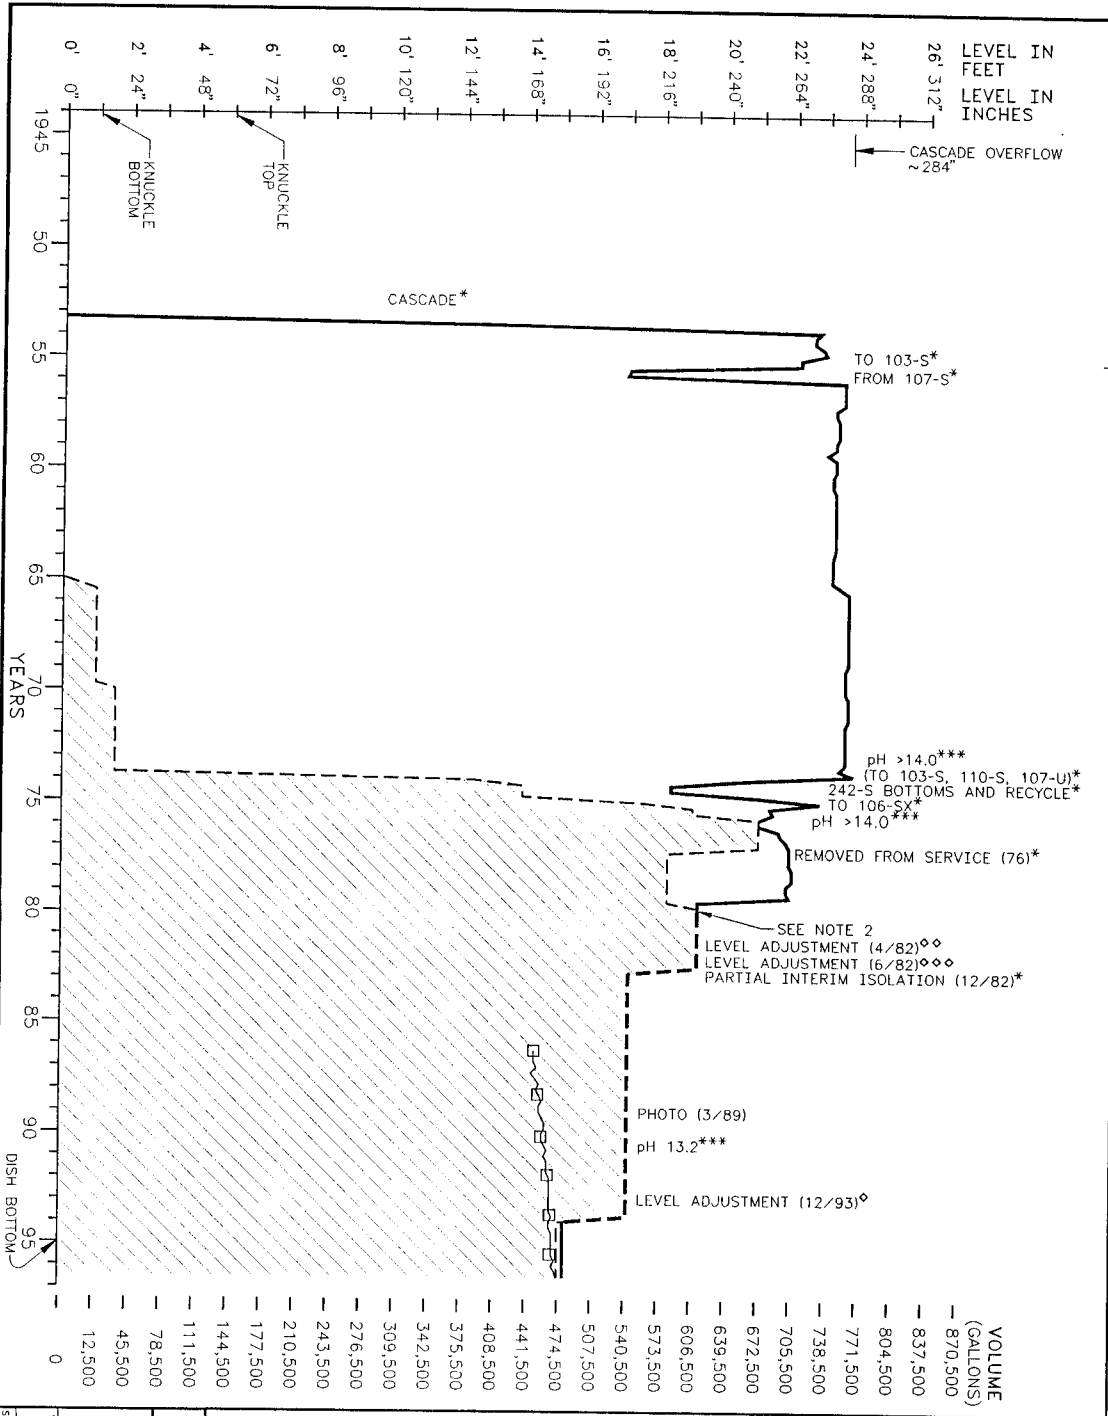 LEVEL IN
FEET
LEVEL IN
INCHES
26' 312"
24' 288"
22' 264"
20' 240"
18' 216"
16' 192"
14' 168"
12' 144"
10' 120"
8' 96"
6' 72"
4' 48"
2' 24"
0' 0"
CASCADE OVERFLOW
~284"
KNUCKLE
TOP
KNUCKLE
BOTTOM
1945
50
55
60
65
70
75
80
85
90
95
YEARS
DISH BOTTOM
CASCADE*
TO 103-S*
FROM 107-S*
pH >14.0***
(TO 103-S, 110-S, 107-U)*
242-S BOTTOMS AND RECYCLE*
TO 106-SX*
pH >14.0***
REMOVED FROM SERVICE (76)*
SEE NOTE 2
LEVEL ADJUSTMENT (4/82)◇◇
LEVEL ADJUSTMENT (6/82)◇◇◇
PARTIAL INTERIM ISOLATION (12/82)*
PHOTO (3/89)
pH 13.2***
LEVEL ADJUSTMENT (12/93)◇
VOLUME
(GALLONS)
870,500
837,500
804,500
771,500
738,500
705,500
672,500
639,500
606,500
573,500
540,500
507,500
474,500
441,500
408,500
375,500
342,500
309,500
276,500
243,500
210,500
177,500
144,500
111,500
78,500
45,500
12,500
0